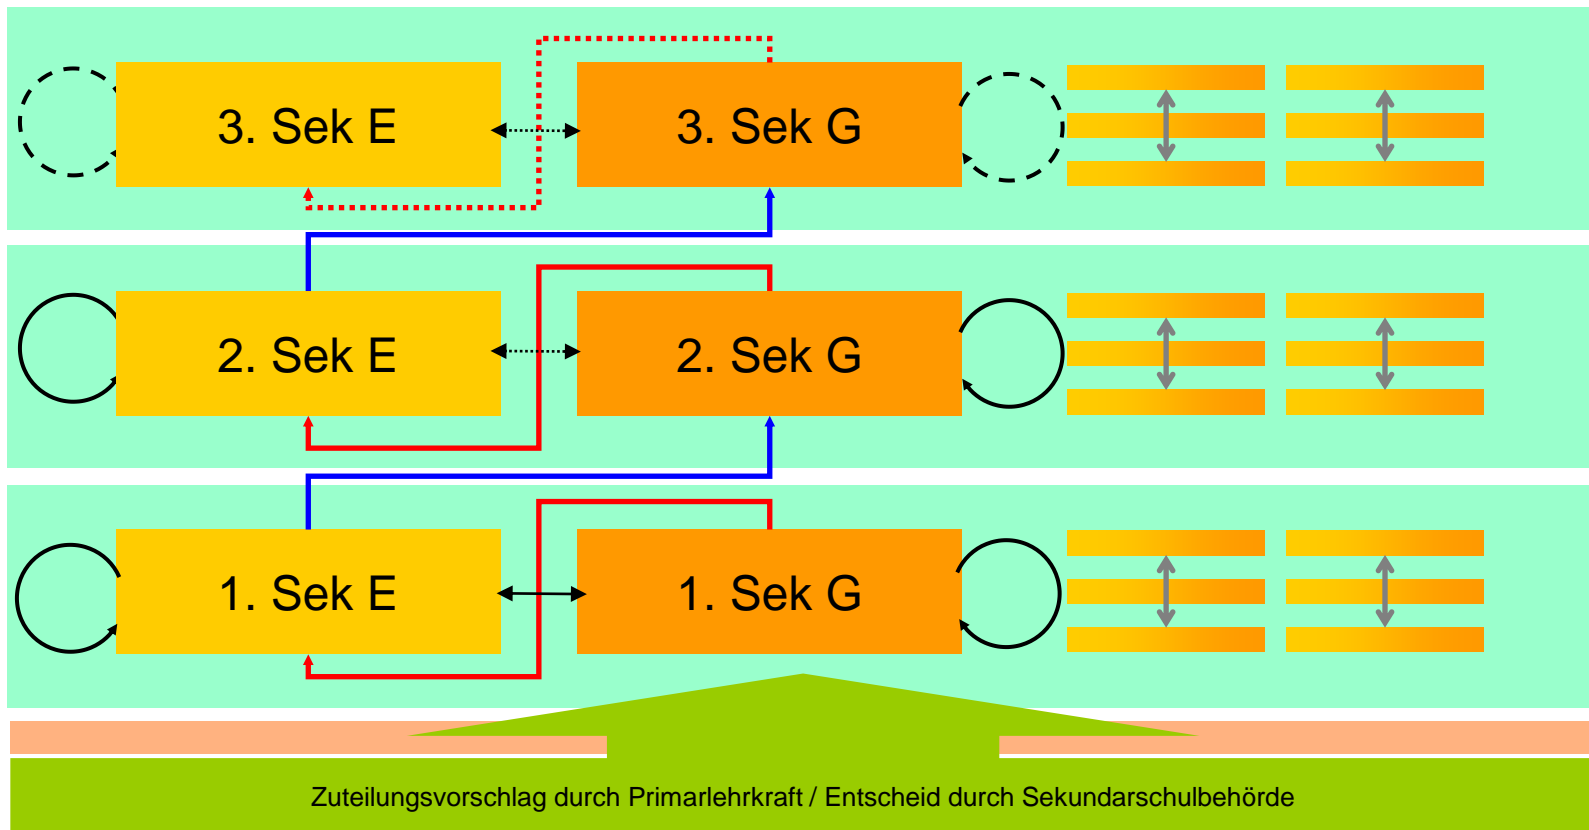 3. Sek E
3. Sek G
2. Sek E
2. Sek G
1. Sek E
1. Sek G
Zuteilungsvorschlag durch Primarlehrkraft / Entscheid durch Sekundarschulbehörde